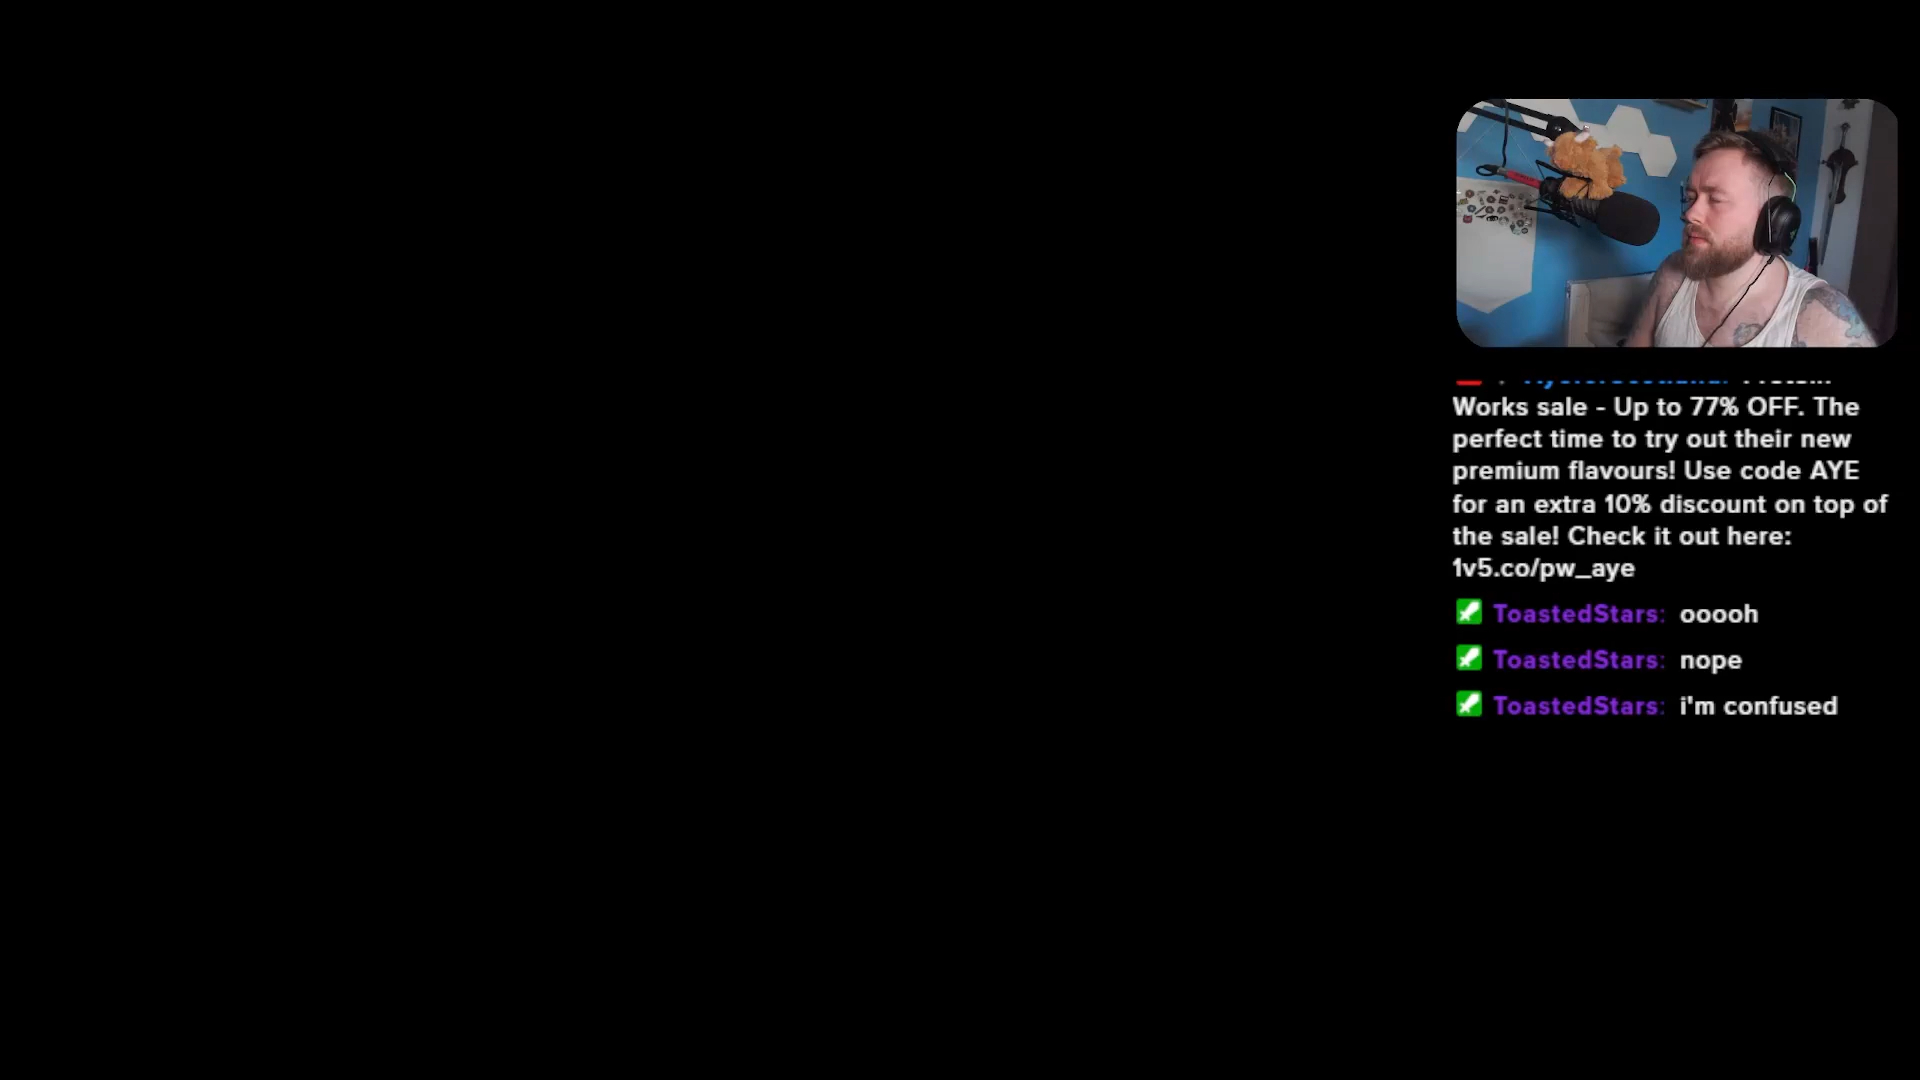 Works sale - Up to 77% OFF. The
perfect time to try out their new
premium flavours! Use code AYE
for an extra 10% discount on top of
the sale! Check it out here:
1v5.co/pw_aye
ToastedStars: ooooh
ToastedStars: nope
ToastedStars: i'm confused